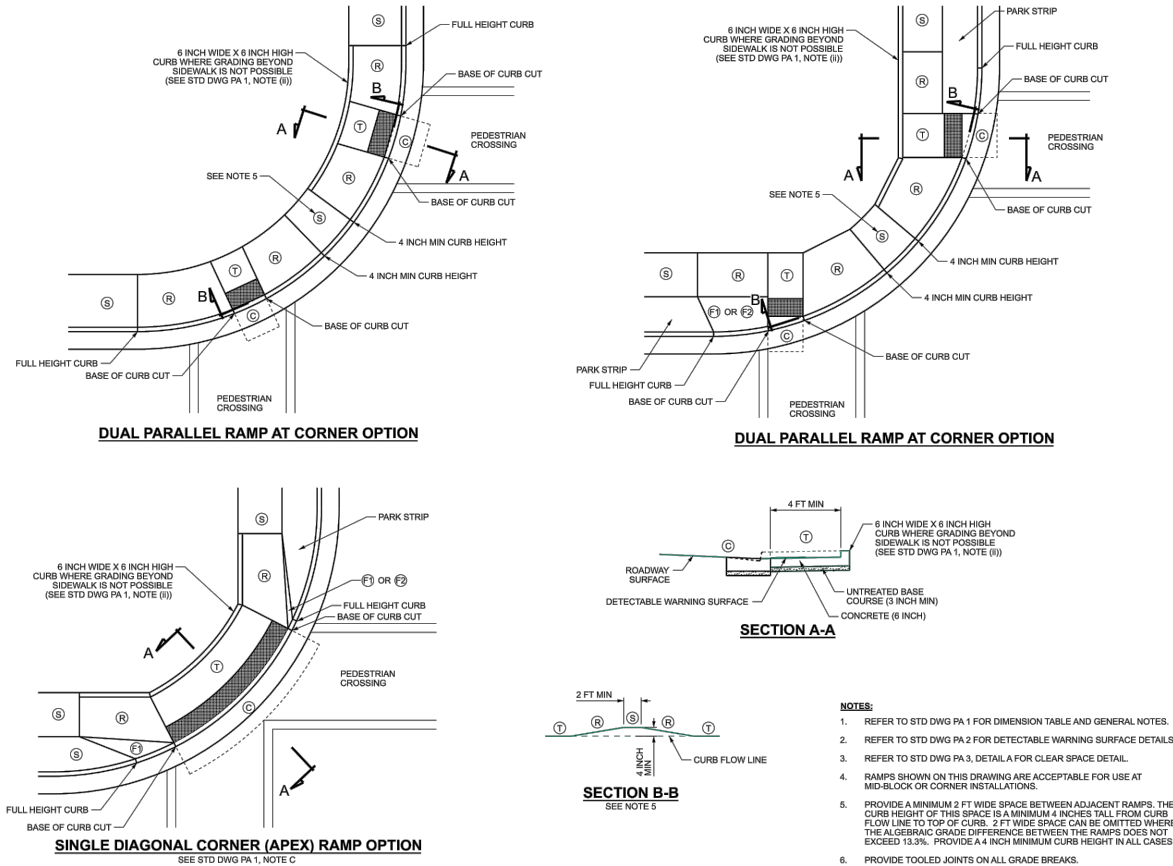 S
FULL HEIGHT CURB
6 INCH WIDE X 6 INCH HIGH
CURB WHERE GRADING BEYOND
SIDEWALK IS NOT POSSIBLE
(SEE STD DWG PA 1, NOTE (ii))
R
BASE OF CURB CUT
B
A
T
C
PEDESTRIAN
CROSSING
A
SEE NOTE 5
R
BASE OF CURB CUT
S
4 INCH MIN CURB HEIGHT
R
T
4 INCH MIN CURB HEIGHT
S
R
B
C
BASE OF CURB CUT
FULL HEIGHT CURB
BASE OF CURB CUT
PEDESTRIAN
CROSSING
DUAL PARALLEL RAMP AT CORNER OPTION
S
PARK STRIP
6 INCH WIDE X 6 INCH HIGH
CURB WHERE GRADING BEYOND
SIDEWALK IS NOT POSSIBLE
(SEE STD DWG PA 1, NOTE (ii))
FULL HEIGHT CURB
R
BASE OF CURB CUT
B
T
C
PEDESTRIAN
CROSSING
A
A
R
SEE NOTE 5
BASE OF CURB CUT
S
4 INCH MIN CURB HEIGHT
S
R
T
R
4 INCH MIN CURB HEIGHT
B
F1 OR F2
C
BASE OF CURB CUT
PARK STRIP
FULL HEIGHT CURB
BASE OF CURB CUT
PEDESTRIAN
CROSSING
DUAL PARALLEL RAMP AT CORNER OPTION
S
PARK STRIP
6 INCH WIDE X 6 INCH HIGH
CURB WHERE GRADING BEYOND
SIDEWALK IS NOT POSSIBLE
(SEE STD DWG PA 1, NOTE (ii))
R
F1 OR F2
FULL HEIGHT CURB
BASE OF CURB CUT
A
T
PEDESTRIAN
CROSSING
C
S
R
S
F1
A
FULL HEIGHT CURB
BASE OF CURB CUT
SINGLE DIAGONAL CORNER (APEX) RAMP OPTION
SEE STD DWG PA 1, NOTE C
4 FT MIN
T
C
6 INCH WIDE X 6 INCH HIGH
CURB WHERE GRADING BEYOND
SIDEWALK IS NOT POSSIBLE
(SEE STD DWG PA 1, NOTE (ii))
ROADWAY
SURFACE
DETECTABLE WARNING SURFACE
UNTREATED BASE
COURSE (3 INCH MIN)
CONCRETE (6 INCH)
SECTION A-A
2 FT MIN
T
R
S
R
T
4 INCH
MIN
CURB FLOW LINE
SECTION B-B
SEE NOTE 5
NOTES:
1. REFER TO STD DWG PA 1 FOR DIMENSION TABLE AND GENERAL NOTES.
2. REFER TO STD DWG PA 2 FOR DETECTABLE WARNING SURFACE DETAILS
3. REFER TO STD DWG PA 3, DETAIL A FOR CLEAR SPACE DETAIL.
4. RAMPS SHOWN ON THIS DRAWING ARE ACCEPTABLE FOR USE AT
MID-BLOCK OR CORNER INSTALLATIONS.
5. PROVIDE A MINIMUM 2 FT WIDE SPACE BETWEEN ADJACENT RAMPS. THE
CURB HEIGHT OF THIS SPACE IS A MINIMUM 4 INCHES TALL FROM CURB
FLOW LINE TO TOP OF CURB. 2 FT WIDE SPACE CAN BE OMITTED WHERE
THE ALGEBRAIC GRADE DIFFERENCE BETWEEN THE RAMPS DOES NOT
EXCEED 13.3%. PROVIDE A 4 INCH MINIMUM CURB HEIGHT IN ALL CASES
6. PROVIDE TOOLED JOINTS ON ALL GRADE BREAKS.